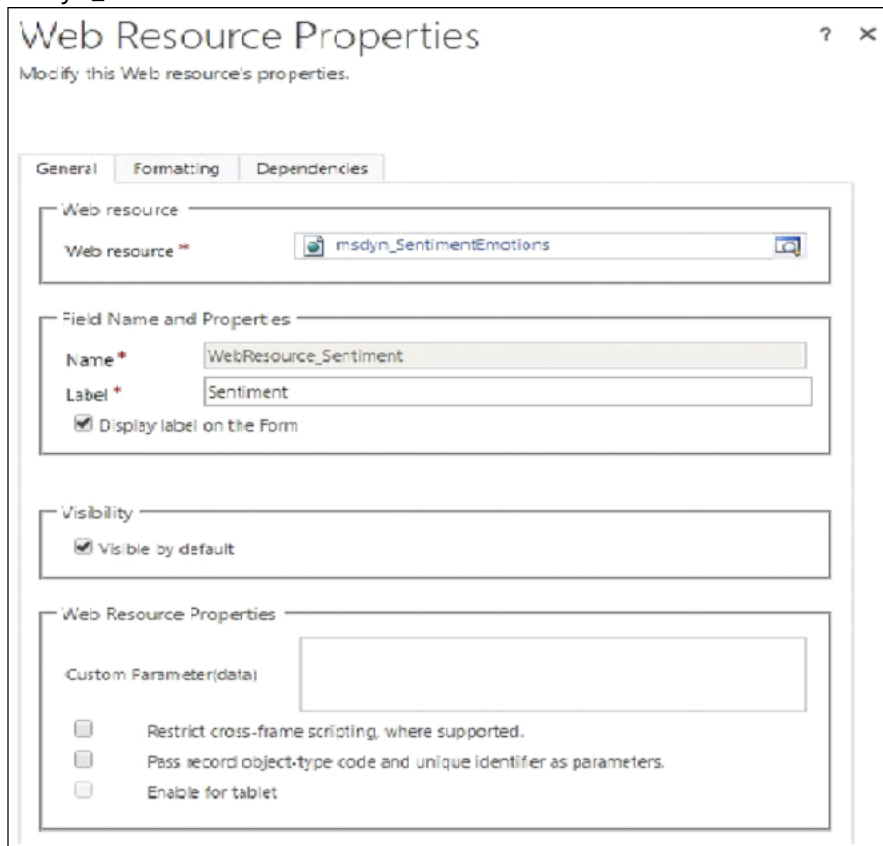 Web Resource Properties ? ×
Modify this Web resource's properties.
General Formatting Dependencies
Web resource
Web resource * msdyn_SentimentEmotions
Field Name and Properties
Name * WebResource_Sentiment
Label * Sentiment
Display label on the Form
Visibility
Visible by default
Web Resource Properties
Custom Parameter(data)
Restrict cross-frame scripting, where supported.
Pass record object-type code and unique identifier as parameters.
Enable for tablet